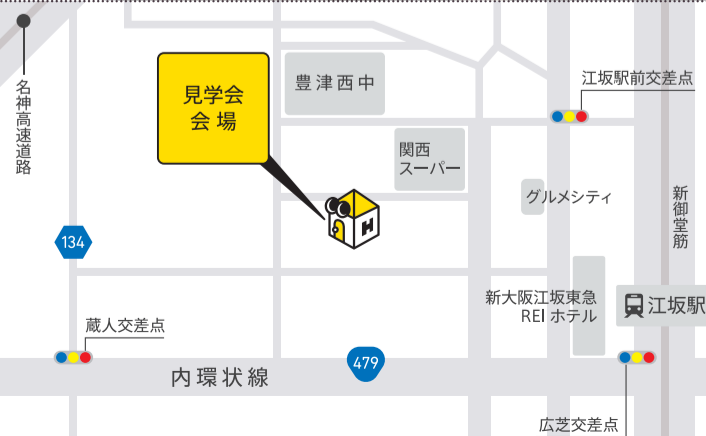 名神高速道路
見学会
会場
豊津西中
江坂駅前交差点
関西
スーパー
グルメシティ
新御堂筋
134
H
新大阪江坂東急
REI ホテル
江坂駅
蔵人交差点
479
内環状線
広芝交差点